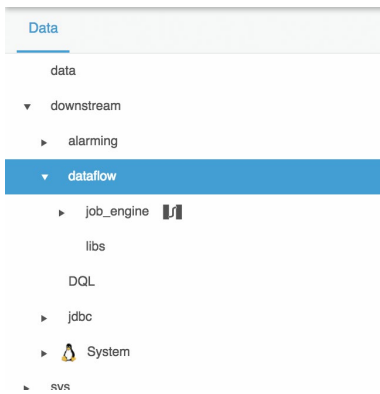 Data
data
downstream
alarming
dataflow
job_engine
libs
DQL
jdbc
System
sys